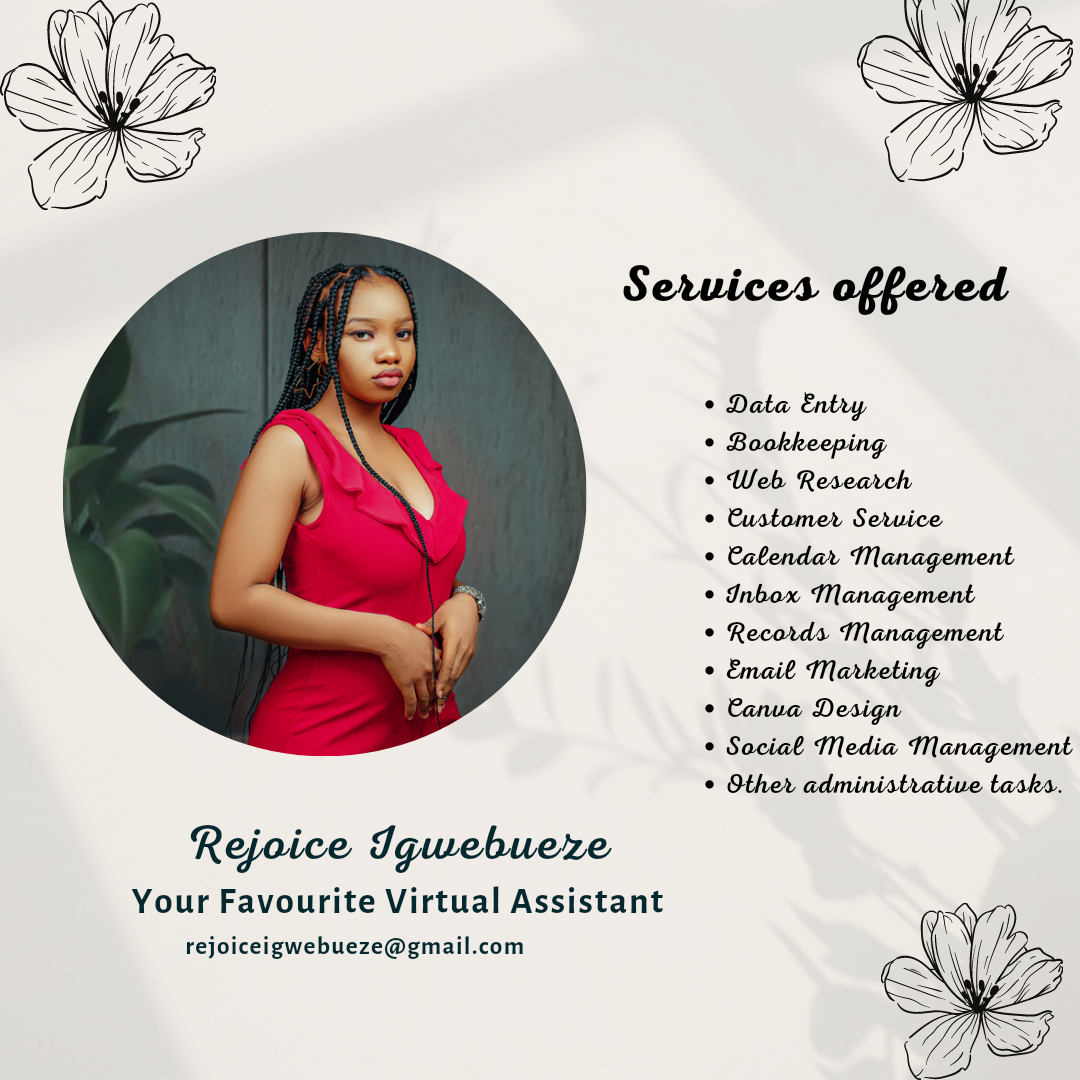 Services offered
• Data Entry
• Bookkeeping
• Web Research
• Customer Service
• Calendar Management
• Inbox Management
• Records Management
• Email Marketing
• Canva Design
• Social Media Management
• Other administrative tasks.
Rejoice Igwebueze
Your Favourite Virtual Assistant
rejoiceigwebueze@gmail.com